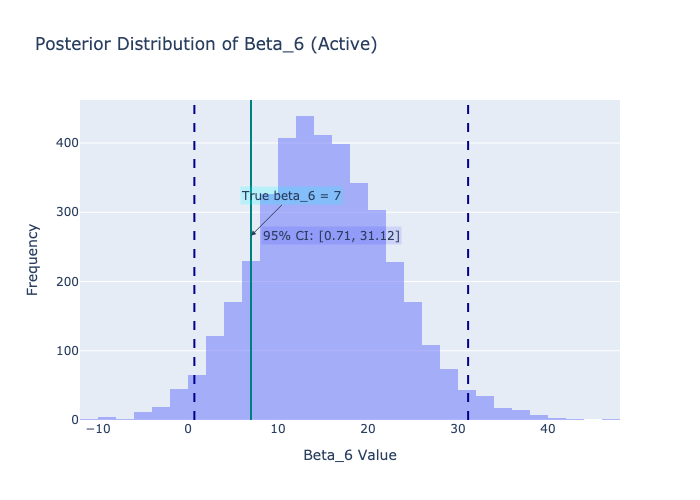 Posterior Distribution of Beta_6 (Active)
400
300
200
100
0
Frequency
True beta_6 = 7
95% CI: [0.71, 31.12]
−10
0
10
20
30
40
Beta_6 Value